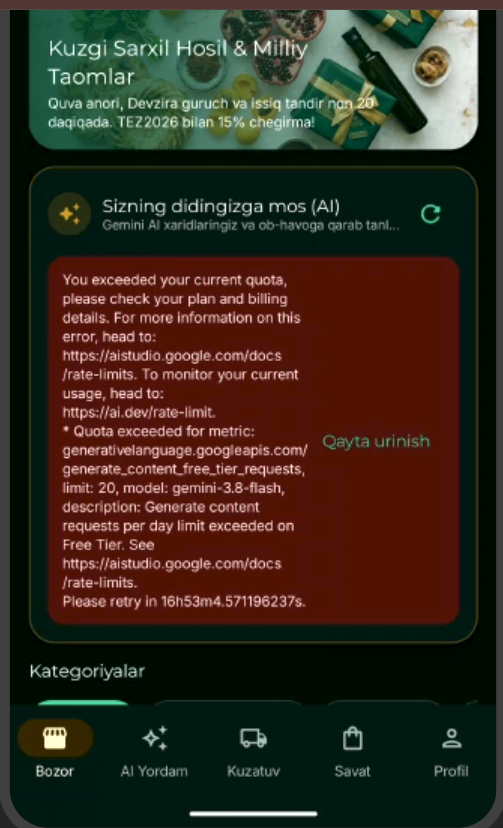 Kuzgi Sarxil Hosil & Milliy
Taomlar
Quva anori, Devzira guruch va issiq tandir non 20
daqiqada. TEZ2026 bilan 15% chegirma!
Sizning didingizga mos (AI)
Gemini AI xaridlaringiz va ob-havoga qarab tanl...
You exceeded your current quota,
please check your plan and billing
details. For more information on this
error, head to:
https://aistudio.google.com/docs
/rate-limits. To monitor your current
usage, head to:
https://ai.dev/rate-limit.
* Quota exceeded for metric:
generativelanguage.googleapis.com/
generate_content_free_tier_requests,
limit: 20, model: gemini-3.8-flash,
description: Generate content
requests per day limit exceeded on
Free Tier. See
https://aistudio.google.com/docs
/rate-limits.
Please retry in 16h53m4.571196237s.
Qayta urinish
Kategoriyalar
Bozor
AI Yordam
Kuzatuv
Savat
Profil